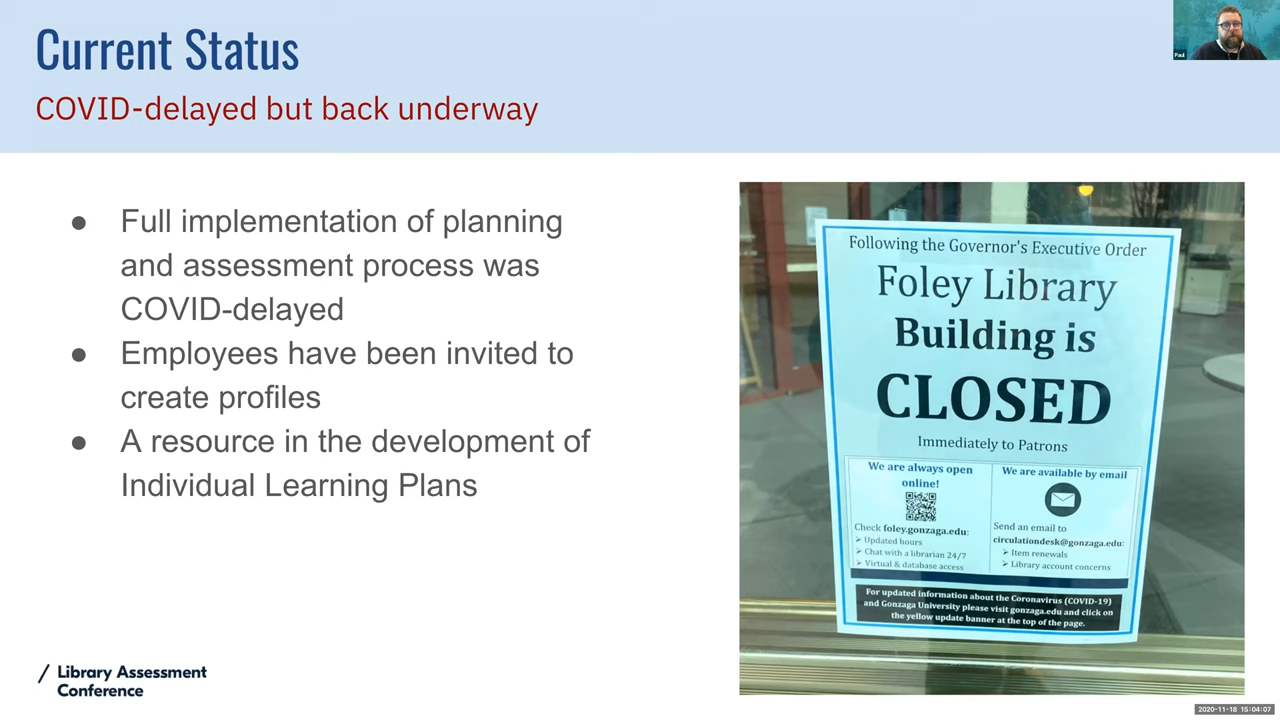 Current Status
COVID-delayed but back underway
Paul
● Full implementation of planning
and assessment process was
COVID-delayed
● Employees have been invited to
create profiles
● A resource in the development of
Individual Learning Plans
Following the Governor's Executive Order
Foley Library
Building is
CLOSED
Immediately to Patrons
We are always open
online!
Check foley.gonzaga.edu:
➢ Updated hours
➢ Chat with a librarian 24/7
➢ Virtual & database access
We are available by email
Send an email to
circulationdesk@gonzaga.edu:
➢ Item renewals
➢ Library account concerns
For updated information about the Coronavirus (COVID-19)
and Gonzaga University please visit gonzaga.edu and click on
the yellow update banner at the top of the page.
/ Library Assessment
Conference
2020-11-18 15:04:07